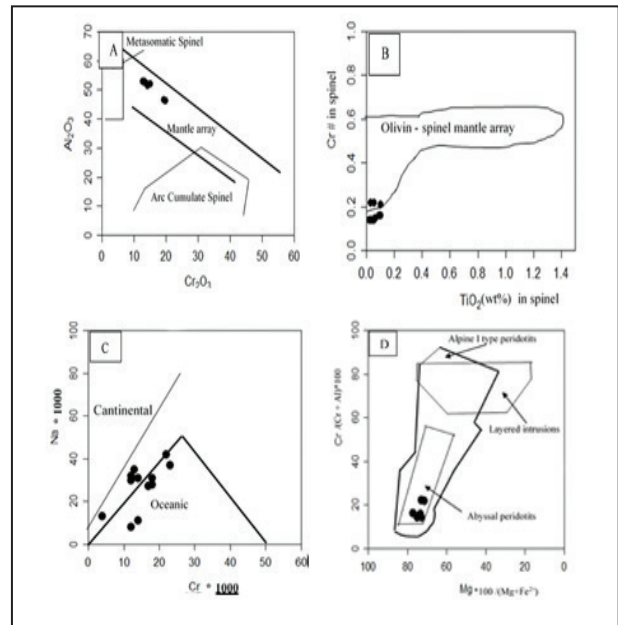 A
Metasomatic Spinel
Mantle array
Arc Cumulate Spinel
Al2O3
70
60
50
40
30
20
10
0
0 10 20 30 40 50 60
Cr2O3
B
Olivin - spinel mantle array
Cr # in spinel
1.0
0.8
0.6
0.4
0.2
0.0
0.0 0.2 0.4 0.6 0.8 1.0 1.2 1.4
TiO2(wt%) in spinel
C
Cantinental
Oceanic
Na * 1000
100
80
60
40
20
0
0 10 20 30 40 50
Cr * 1000
D
Alpine I type peridotits
Layered intrusions
Abyssal peridotits
Cr /(Cr + Al)*100
100
80
60
40
20
0
100 80 60 40 20 0
Mg*100 /(Mg+Fe2+)